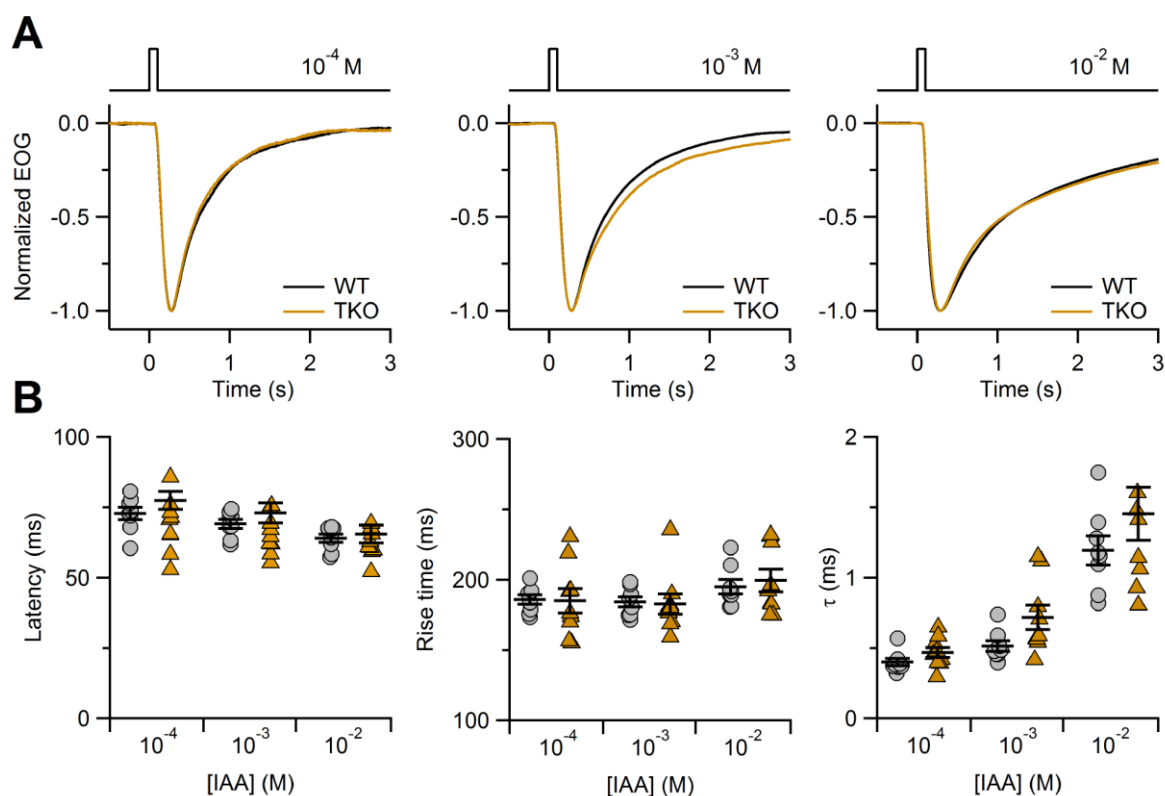 A
10⁻⁴ M
10⁻³ M
10⁻² M
Normalized EOG
0.0
-0.5
-1.0
WT
TKO
0 1 2 3
Time (s)
0.0
-0.5
-1.0
WT
TKO
0 1 2 3
Time (s)
0.0
-0.5
-1.0
WT
TKO
0 1 2 3
Time (s)
B
Latency (ms)
100
50
0
10⁻⁴ 10⁻³ 10⁻²
[IAA] (M)
Rise time (ms)
300
200
100
10⁻⁴ 10⁻³ 10⁻²
[IAA] (M)
τ (ms)
2
1
0
10⁻⁴ 10⁻³ 10⁻²
[IAA] (M)